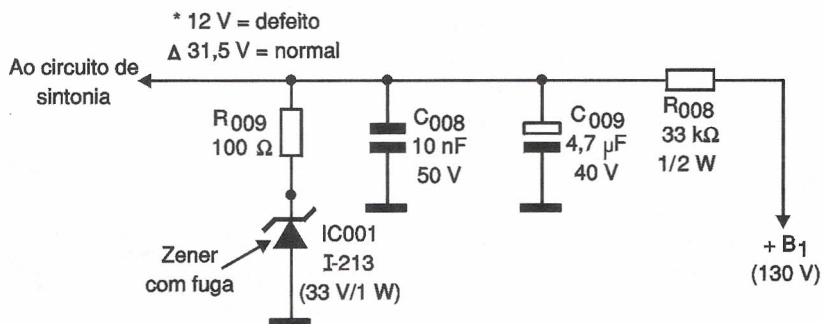 * 12 V = defeito
Δ 31,5 V = normal
Ao circuito de
sintonia
R009
100 Ω
C008
10 nF
50 V
C009
4,7 μF
40 V
R008
33 kΩ
1/2 W
Zener
com fuga
IC001
I-213
(33 V/1 W)
+ B1
(130 V)